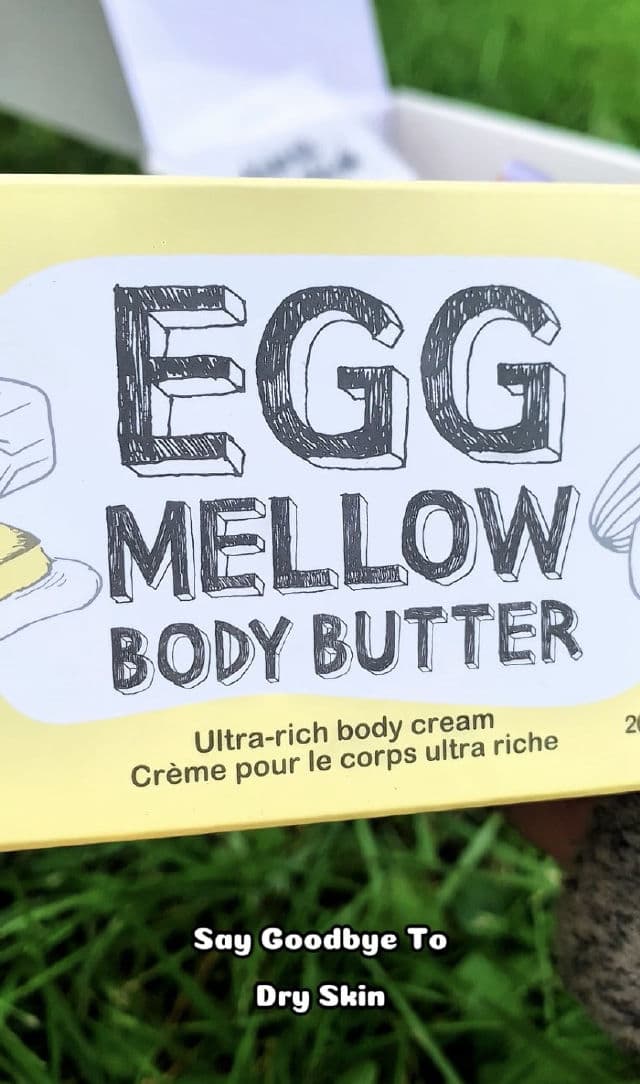 EGG
MELLOW
BODY BUTTER
Ultra-rich body cream
Crème pour le corps ultra riche
Say Goodbye To
Dry Skin